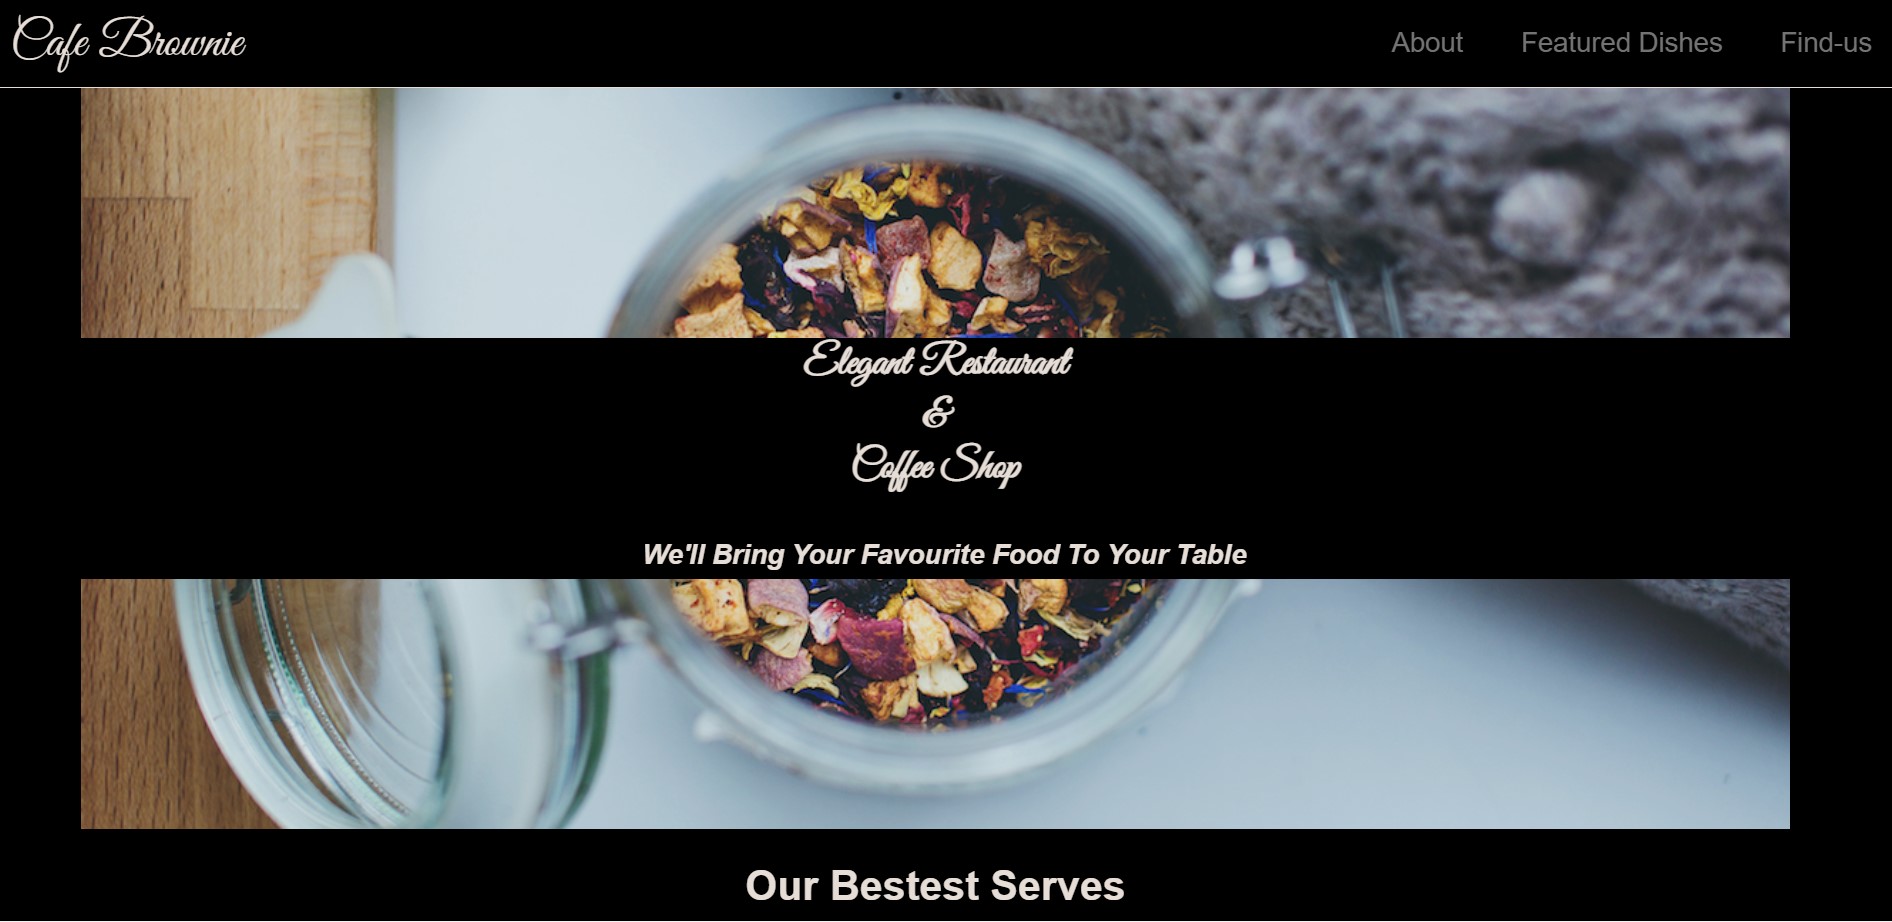 Cafe Brownie
About Featured Dishes Find-us
Elegant Restaurant
&
Coffee Shop
We'll Bring Your Favourite Food To Your Table
Our Bestest Serves